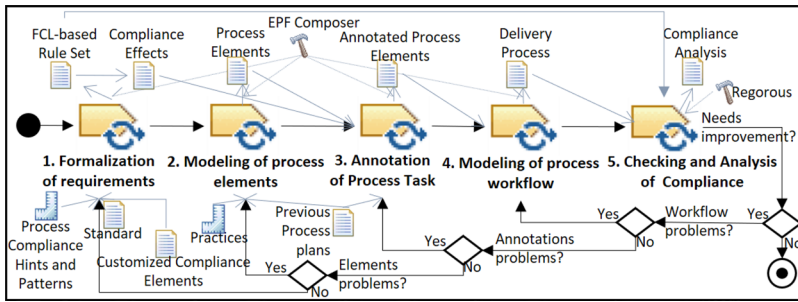 EPF Composer
FCL-based
Rule Set
Compliance
Effects
Process
Elements
Annotated Process
Elements
Delivery
Process
Compliance
Analysis
Regorous
Needs
improvement?
1. Formalization
of requirements
2. Modeling of process
elements
3. Annotation
of Process Task
4. Modeling of process
workflow
5. Checking and Analysis
of Compliance
Process
Compliance
Hints and
Patterns
Standard
Customized Compliance
Elements
Practices
Previous
Process
plans
Yes
Elements
problems?
No
Yes
Annotations
problems?
No
Yes
Workflow
problems?
No
Yes
No